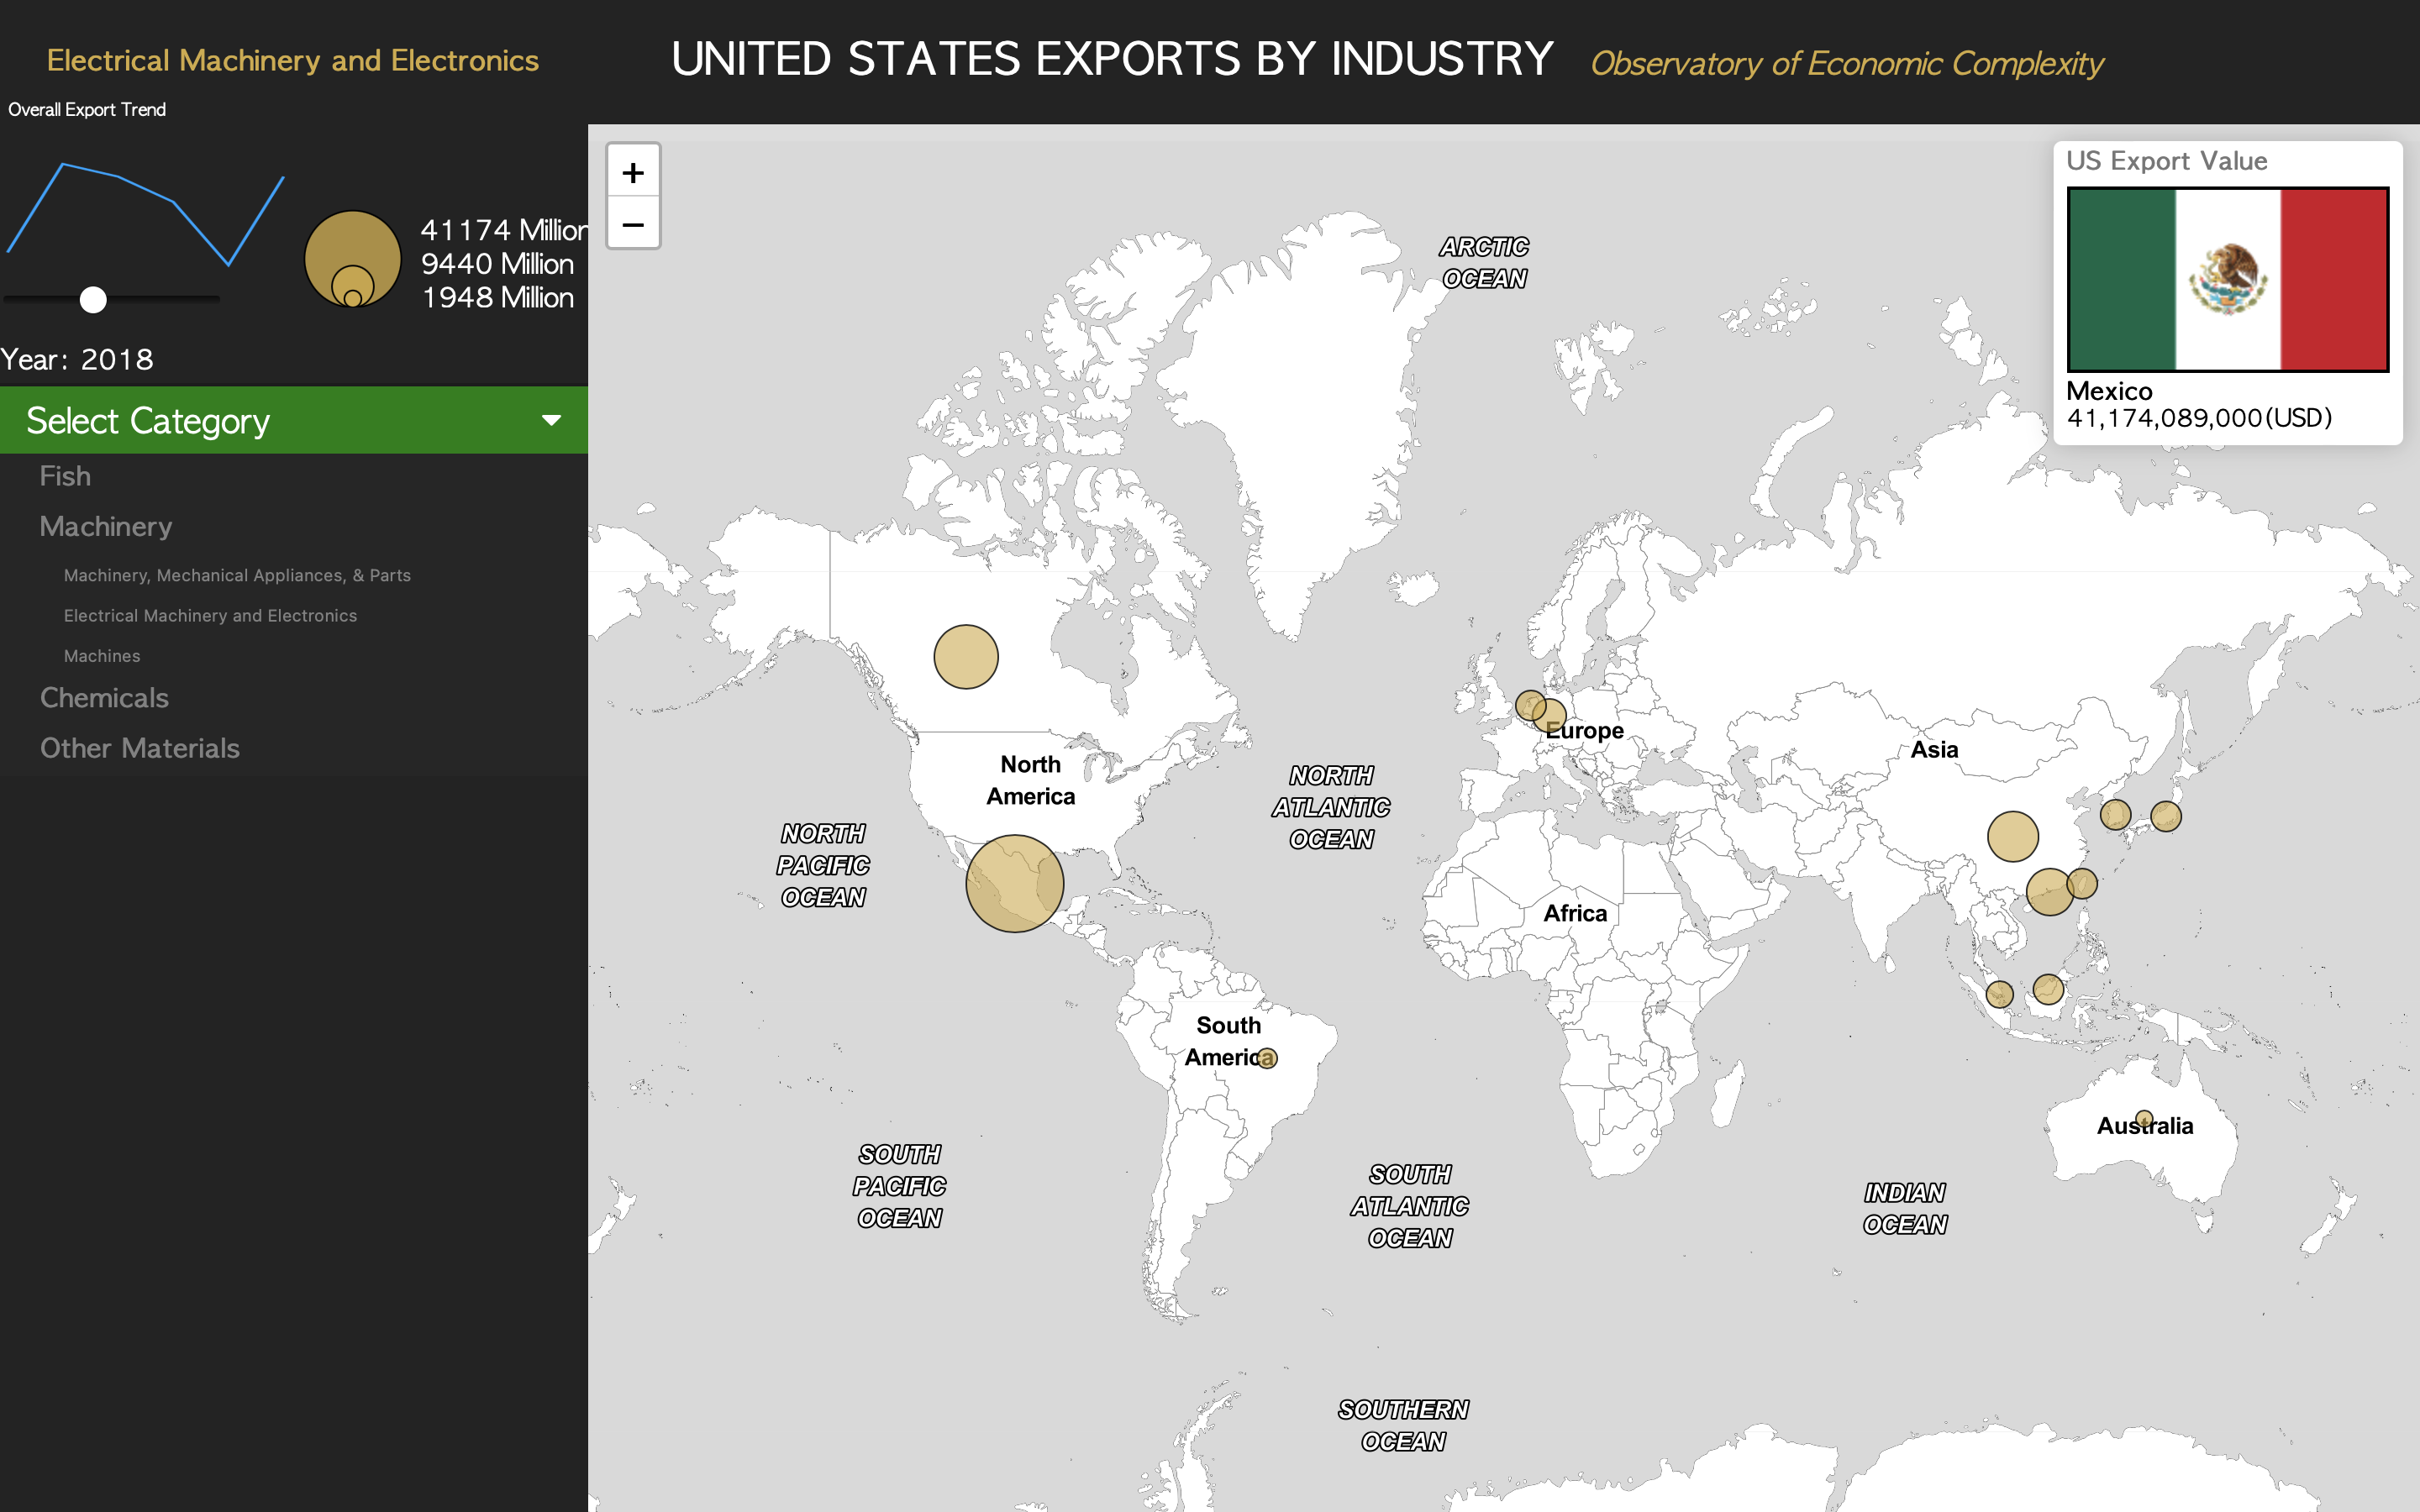 Electrical Machinery and Electronics
UNITED STATES EXPORTS BY INDUSTRY Observatory of Economic Complexity
Overall Export Trend
41174 Million
9440 Million
1948 Million
Year: 2018
Select Category
Fish
Machinery
Machinery, Mechanical Appliances, & Parts
Electrical Machinery and Electronics
Machines
Chemicals
Other Materials
+
−
US Export Value
Mexico
41,174,089,000(USD)
ARCTIC
OCEAN
Europe
Asia
North
America
NORTH
ATLANTIC
OCEAN
NORTH
PACIFIC
OCEAN
Africa
South
America
Australia
SOUTH
PACIFIC
OCEAN
SOUTH
ATLANTIC
OCEAN
INDIAN
OCEAN
SOUTHERN
OCEAN